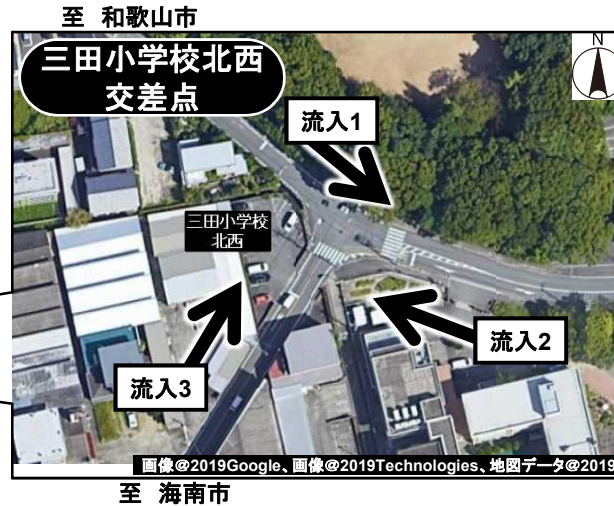 至 和歌山市
三田小学校北西
交差点
N
流入1
三田小学校
北西
流入2
流入3
画像@2019Google、画像@2019Technologies、地図データ@2019
至 海南市